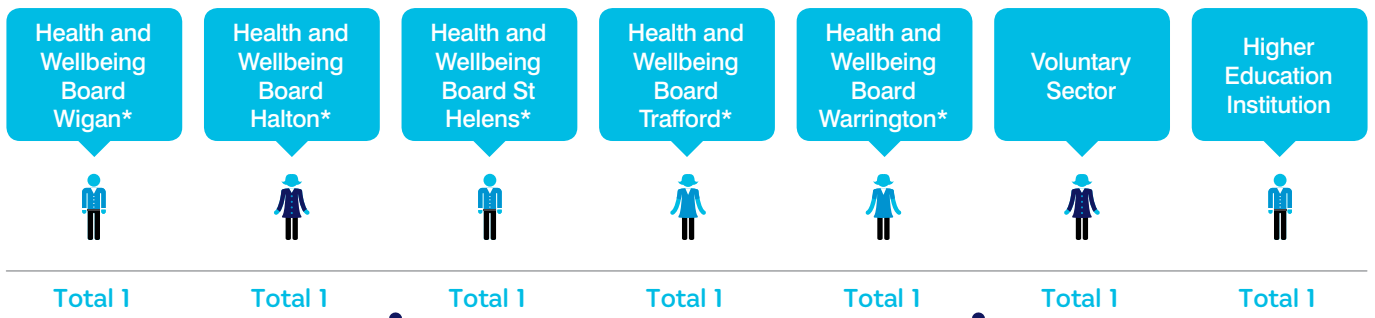 Health and
Wellbeing
Board
Wigan*
Health and
Wellbeing
Board
Halton*
Health and
Wellbeing
Board St
Helens*
Health and
Wellbeing
Board
Trafford*
Health and
Wellbeing
Board
Warrington*
Voluntary
Sector
Higher
Education
Institution
Total 1
Total 1
Total 1
Total 1
Total 1
Total 1
Total 1